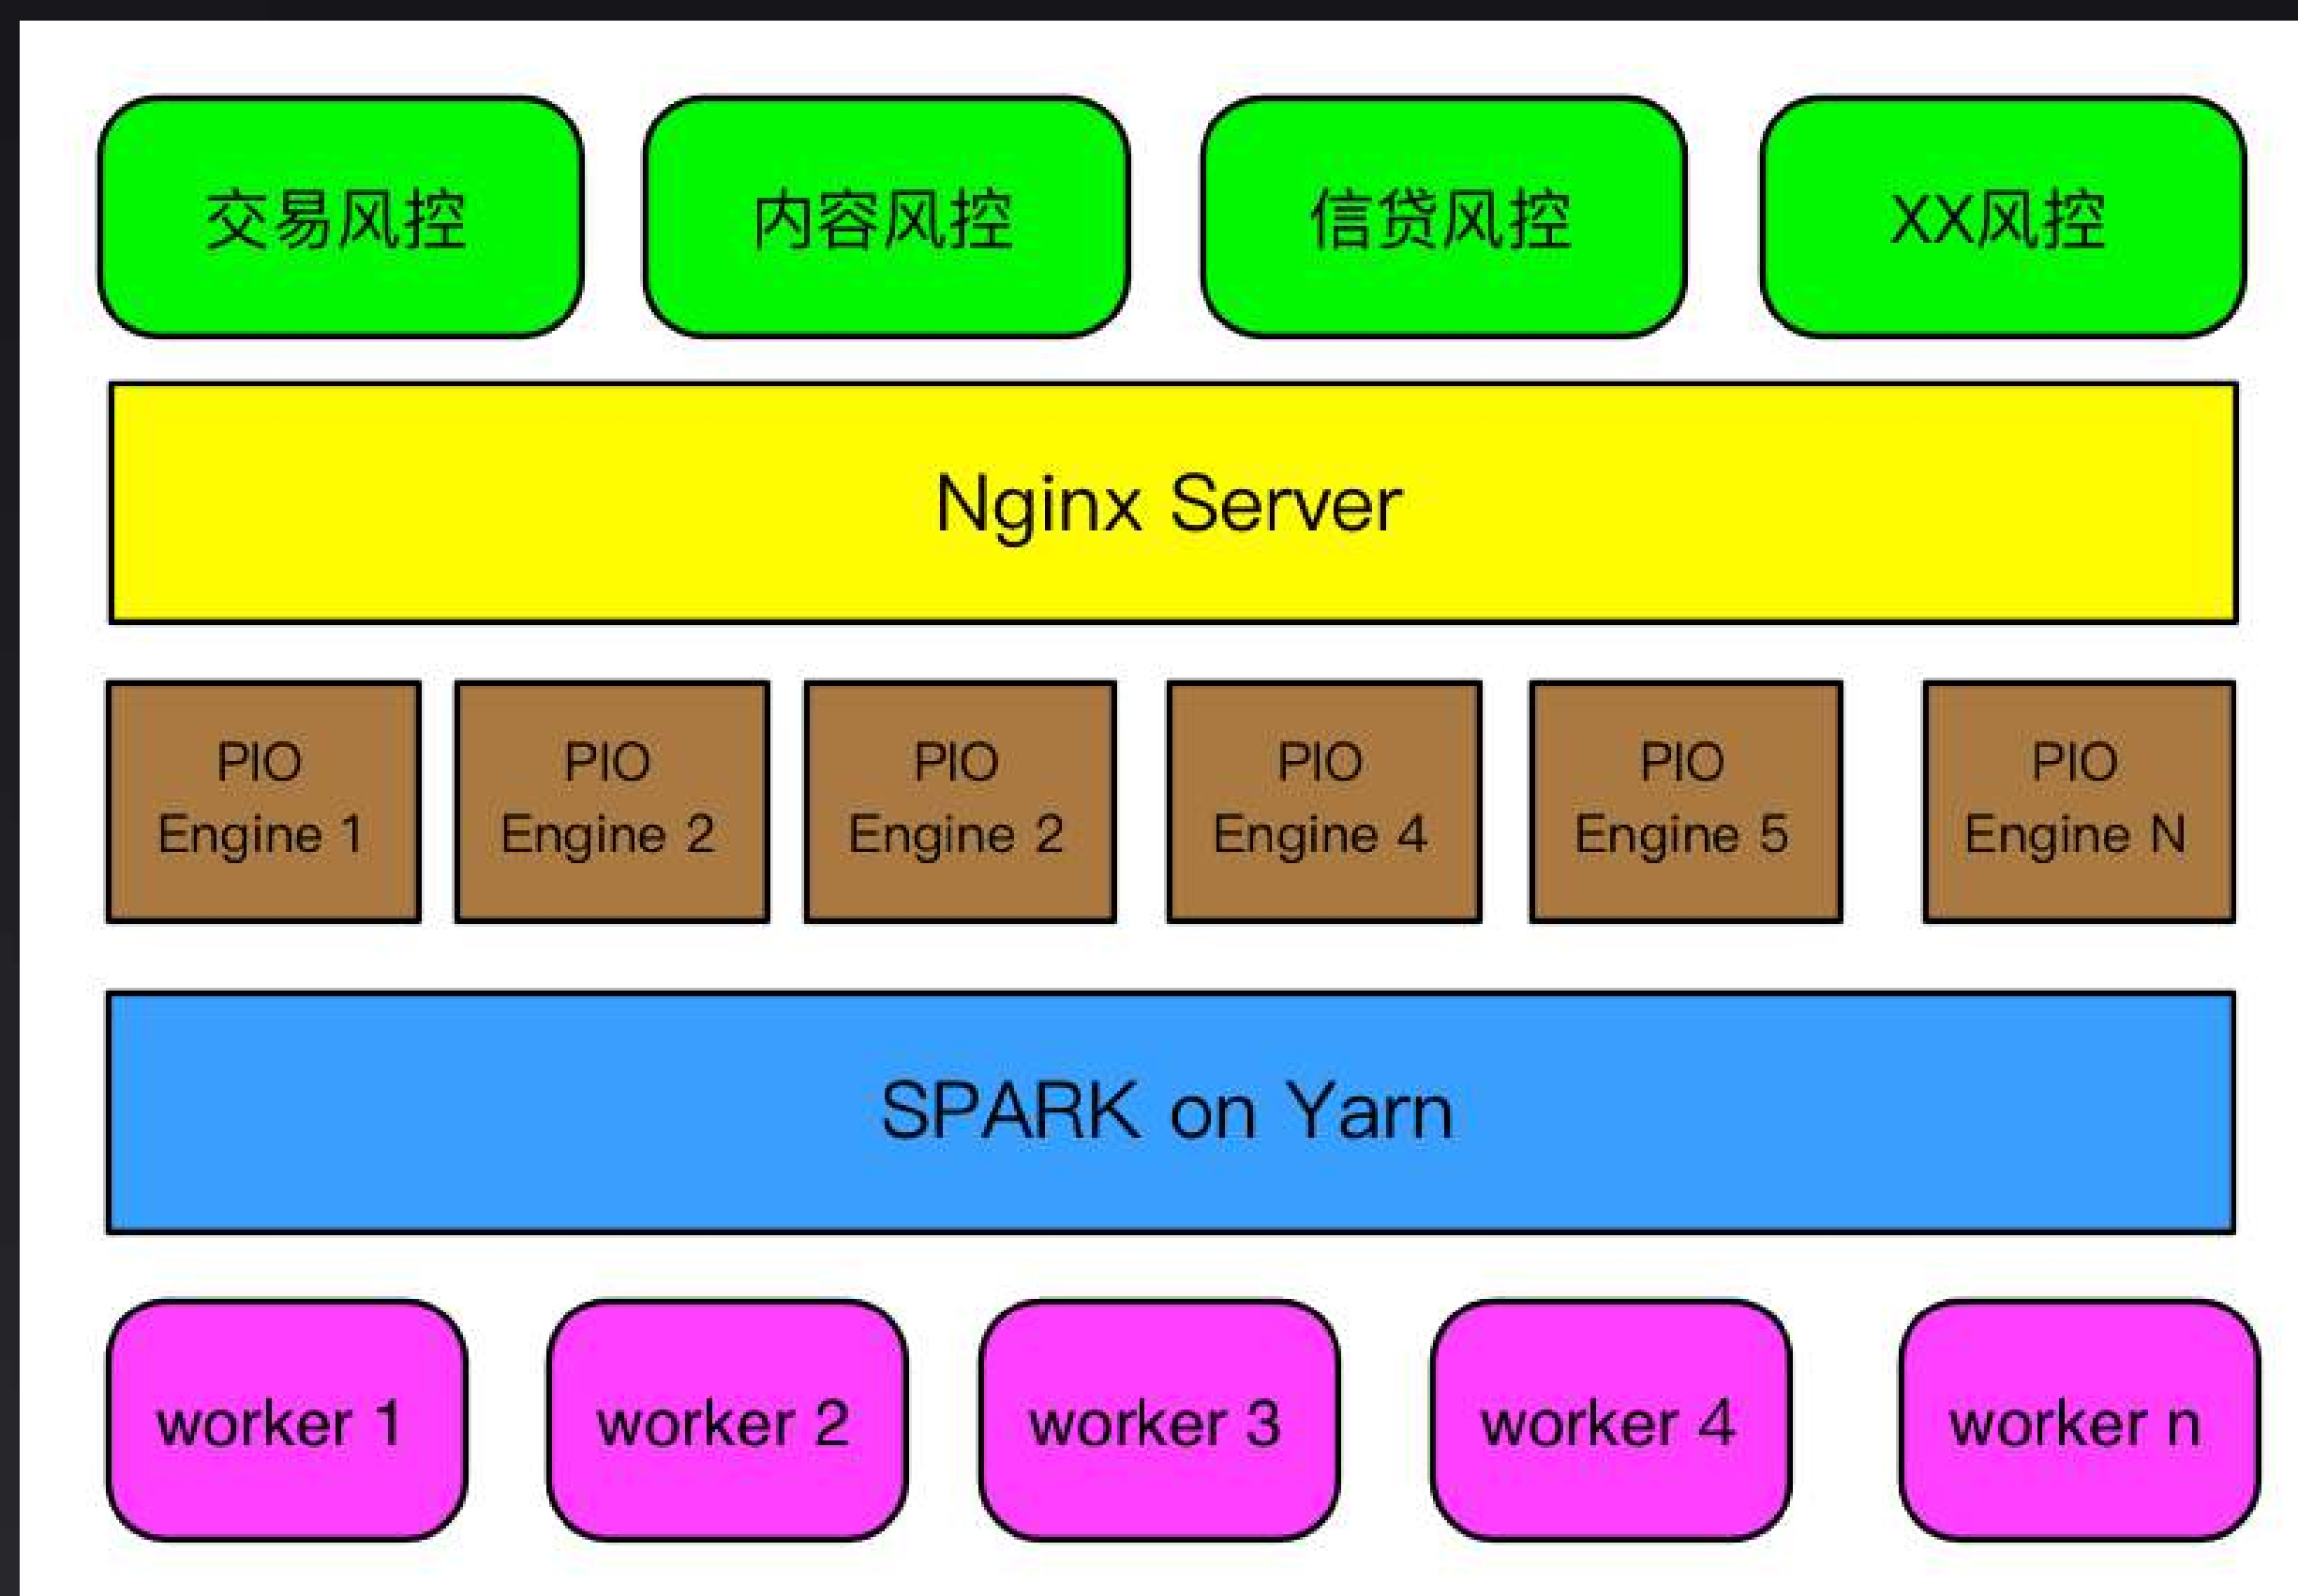 交易风控
内容风控
信贷风控
XX风控
Nginx Server
PIO
Engine 1
PIO
Engine 2
PIO
Engine 2
PIO
Engine 4
PIO
Engine 5
PIO
Engine N
SPARK on Yarn
worker 1
worker 2
worker 3
worker 4
worker n